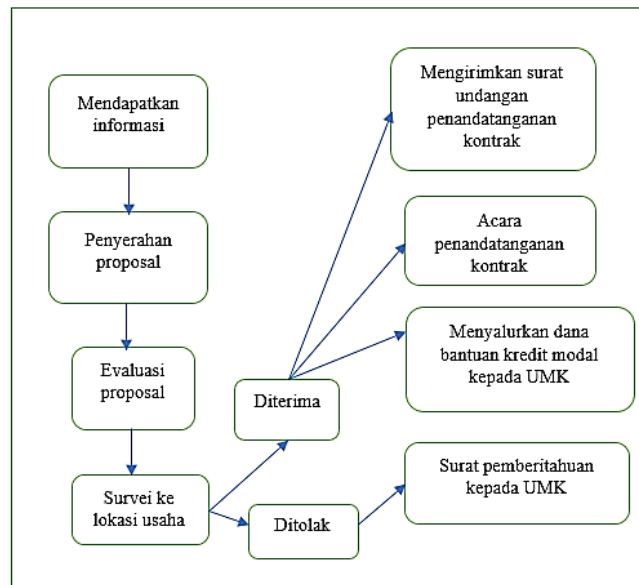 Mendapatkan
informasi
Penyerahan
proposal
Evaluasi
proposal
Survei ke
lokasi usaha
Diterima
Ditolak
Mengirimkan surat
undangan
penandatanganan
kontrak
Acara
penandatanganan
kontrak
Menyalurkan dana
bantuan kredit modal
kepada UMK
Surat pemberitahuan
kepada UMK